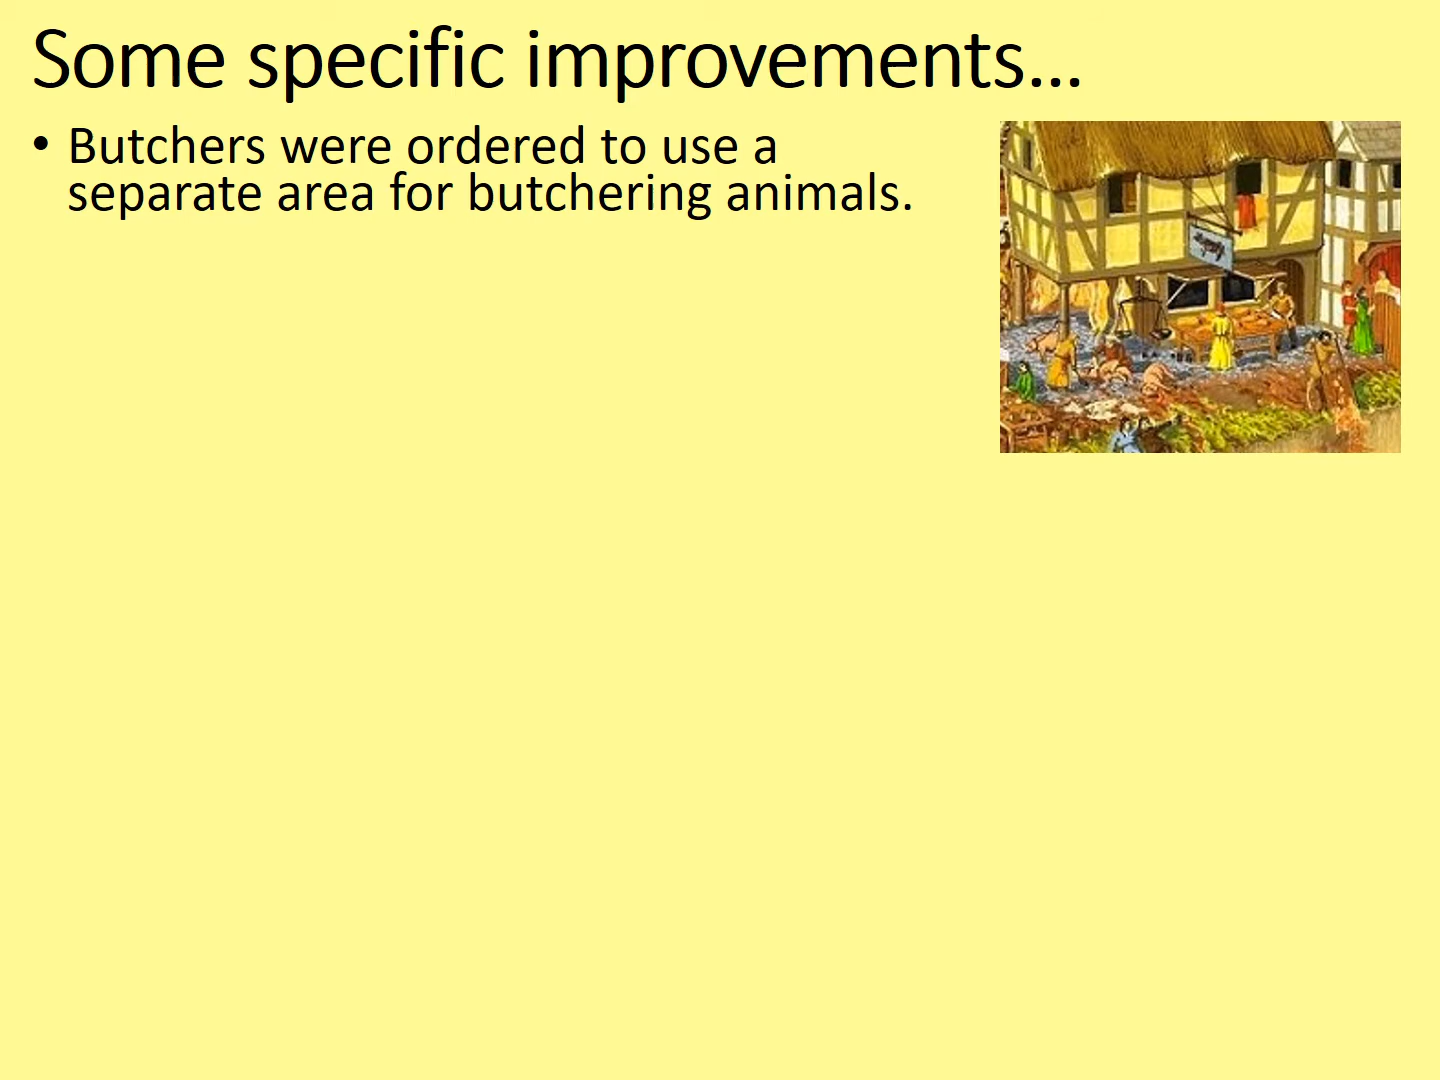 Some specific improvements…
• Butchers were ordered to use a
separate area for butchering animals.